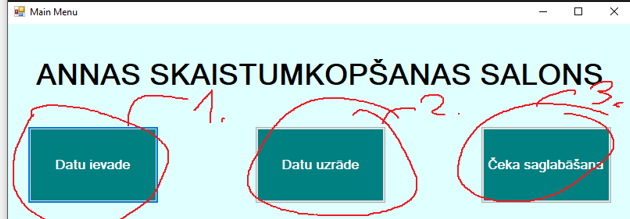 Main Menu
ANNAS SKAISTUMKOPŠANAS SALONS
1. 2. 3.
Datu ievade Datu uzrāde Čeka saglabāšana